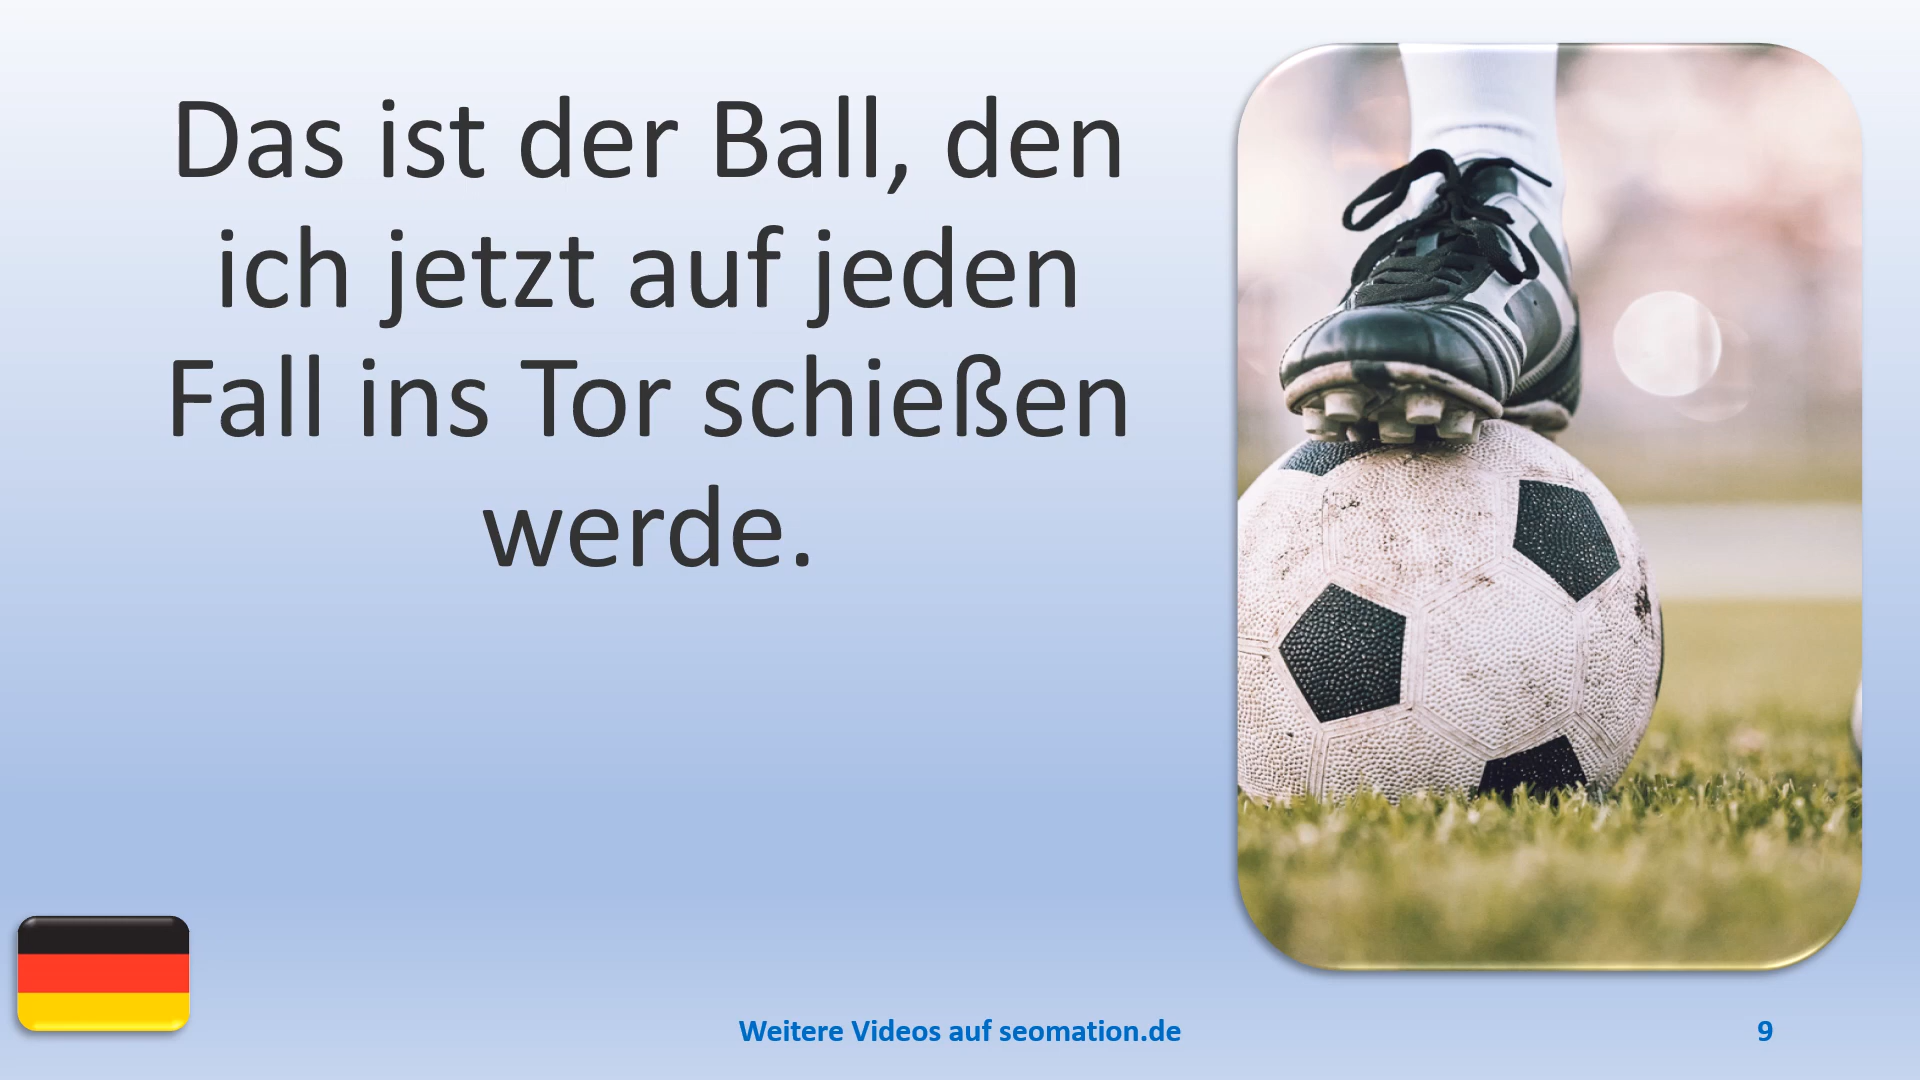 Das ist der Ball, den
ich jetzt auf jeden
Fall ins Tor schießen
werde.
Weitere Videos auf seomation.de
9